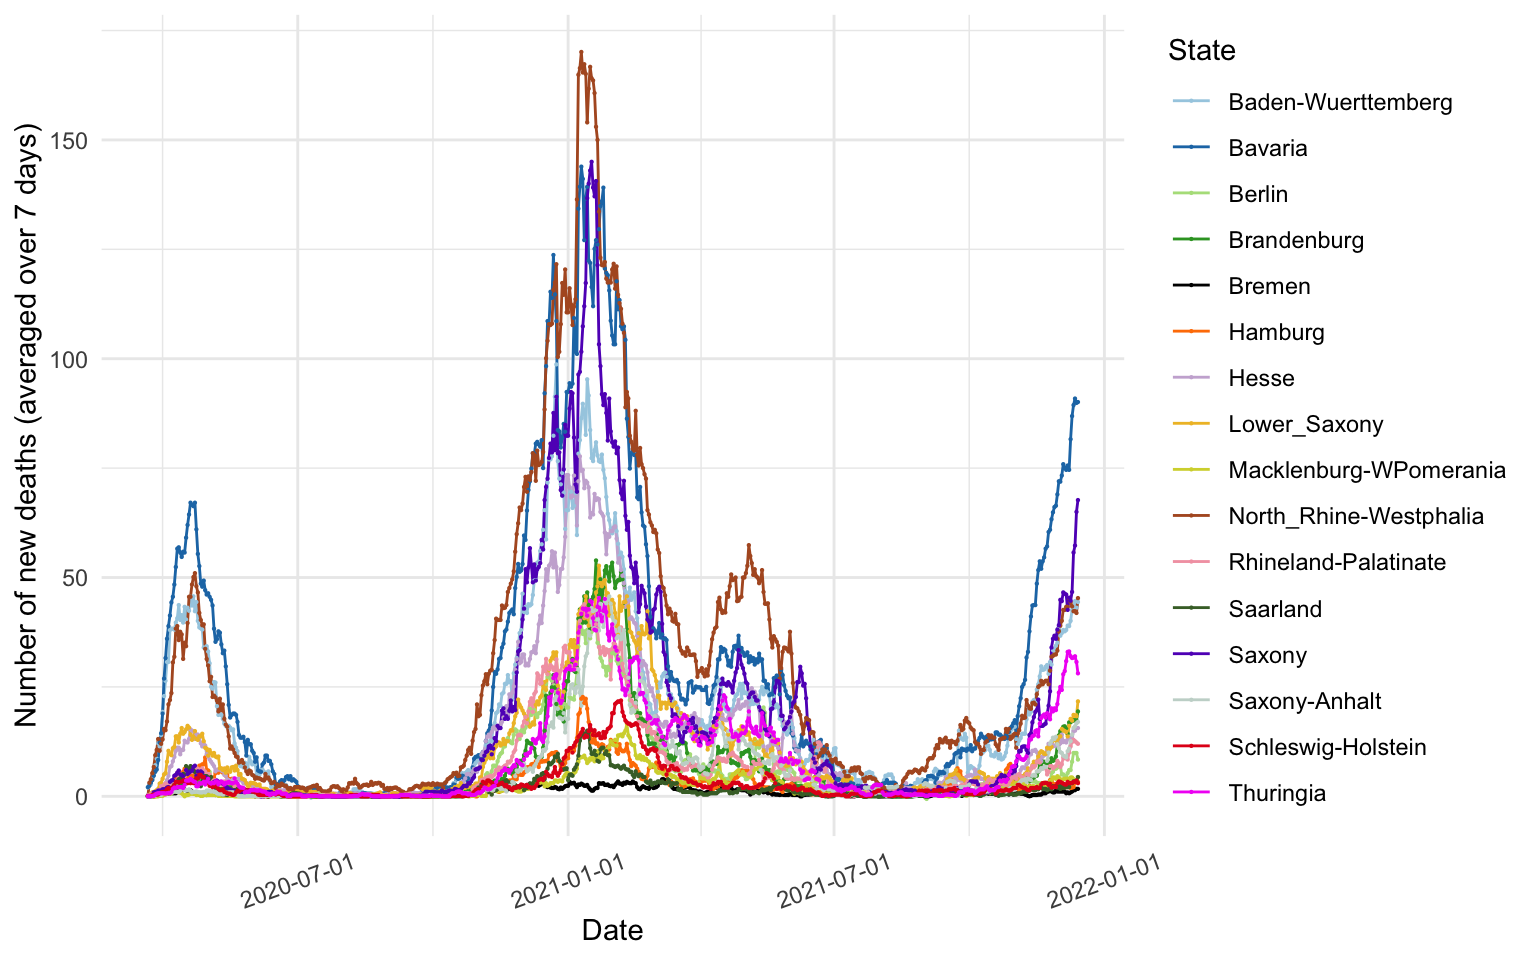 Number of new deaths (averaged over 7 days)
150
100
50
0
2020-07-01
2021-01-01
2021-07-01
2022-01-01
Date
State
Baden-Wuerttemberg
Bavaria
Berlin
Brandenburg
Bremen
Hamburg
Hesse
Lower_Saxony
Macklenburg-WPomerania
North_Rhine-Westphalia
Rhineland-Palatinate
Saarland
Saxony
Saxony-Anhalt
Schleswig-Holstein
Thuringia